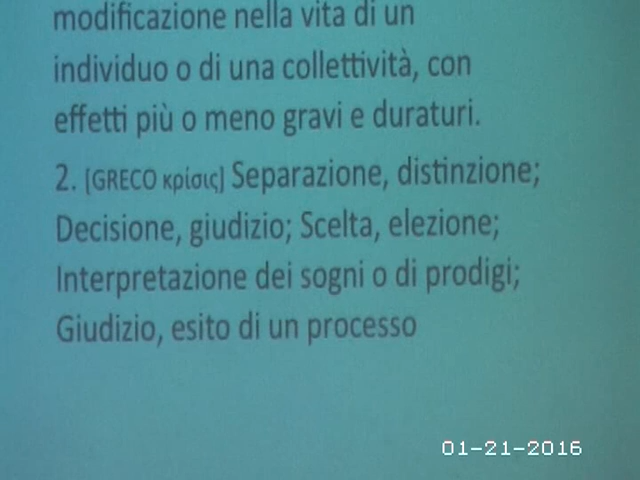 modificazione nella vita di un
individuo o di una collettività, con
effetti più o meno gravi e duraturi.
2. [GRECO κρίσις] Separazione, distinzione;
Decisione, giudizio; Scelta, elezione;
Interpretazione dei sogni o di prodigi;
Giudizio, esito di un processo
01-21-2016